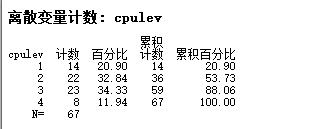 离散变量计数: cpulev
累积
cpulev 计数 百分比 计数 累积百分比
1 14 20.90 14 20.90
2 22 32.84 36 53.73
3 23 34.33 59 88.06
4 8 11.94 67 100.00
N= 67